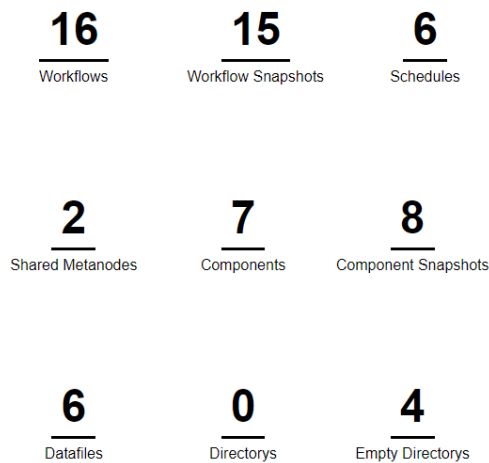 16 15 6
Workflows Workflow Snapshots Schedules
2 7 8
Shared Metanodes Components Component Snapshots
6 0 4
Datafiles Directorys Empty Directorys